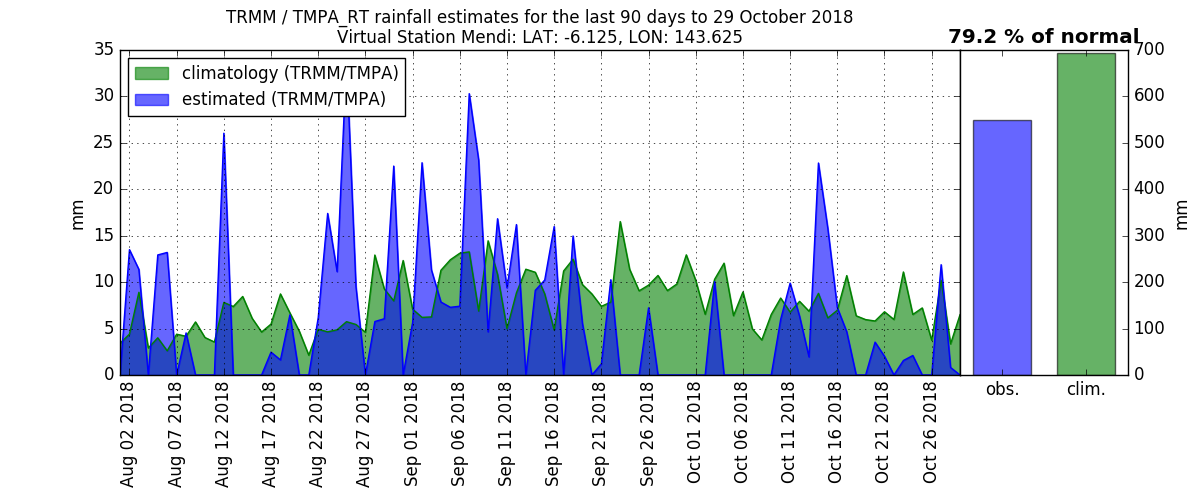 TRMM / TMPA_RT rainfall estimates for the last 90 days to 29 October 2018
Virtual Station Mendi: LAT: -6.125, LON: 143.625
79.2 % of normal
climatology (TRMM/TMPA)
estimated (TRMM/TMPA)
35
30
25
20
15
10
5
0
mm
Aug 02 2018
Aug 07 2018
Aug 12 2018
Aug 17 2018
Aug 22 2018
Aug 27 2018
Sep 01 2018
Sep 06 2018
Sep 11 2018
Sep 16 2018
Sep 21 2018
Sep 26 2018
Oct 01 2018
Oct 06 2018
Oct 11 2018
Oct 16 2018
Oct 21 2018
Oct 26 2018
obs.
clim.
700
600
500
400
300
200
100
0
mm